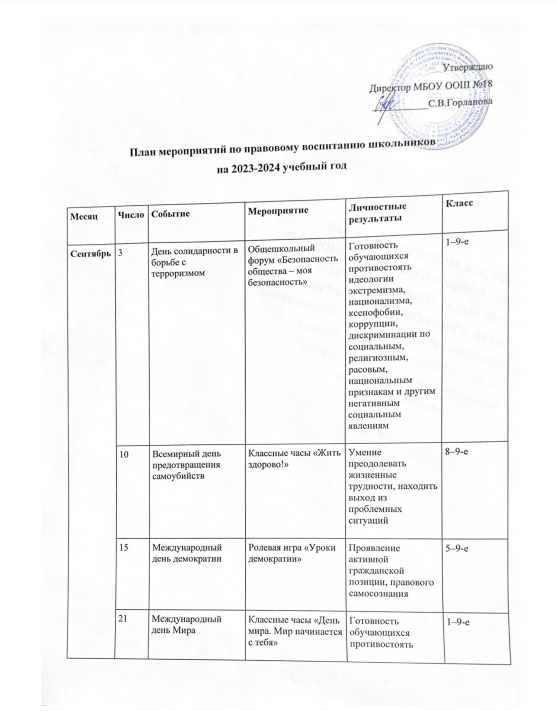 Утверждаю
Директор МБОУ ООШ №18
С.В.Горланова
План мероприятий по правовому воспитанию школьников
на 2023-2024 учебный год
Месяц
Число
Событие
Мероприятие
Личностные
результаты
Класс
Сентябрь
3
День солидарности в
борьбе с
терроризмом
Общешкольный
форум «Безопасность
общества – моя
безопасность»
Готовность
обучающихся
противостоять
идеологии
экстремизма,
национализма,
ксенофобии,
коррупции,
дискриминации по
социальным,
религиозным,
расовым,
национальным
признакам и другим
негативным
социальным
явлениям
1–9-е
10
Всемирный день
предотвращения
самоубийств
Классные часы «Жить
здорово!»
Умение
преодолевать
жизненные
трудности, находить
выход из
проблемных
ситуаций
8–9-е
15
Международный
день демократии
Ролевая игра «Уроки
демократии»
Проявление
активной
гражданской
позиции, правового
самосознания
5–9-е
21
Международный
день Мира
Классные часы «День
мира. Мир начинается
с тебя»
Готовность
обучающихся
противостоять
1–9-е